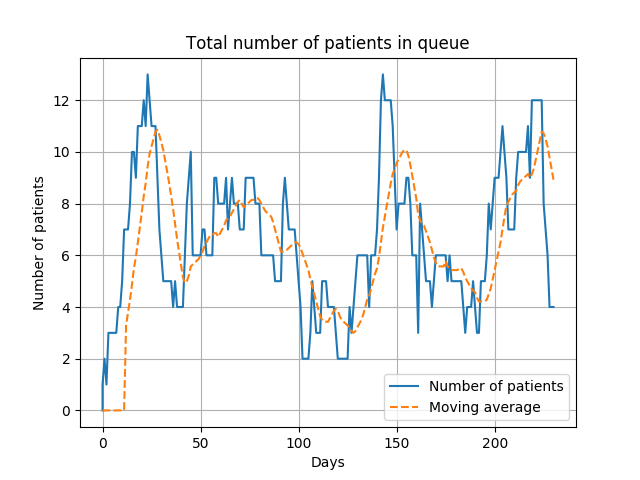 Total number of patients in queue
Number of patients
12
10
8
6
4
2
0
0
50
100
150
200
Days
Number of patients
Moving average